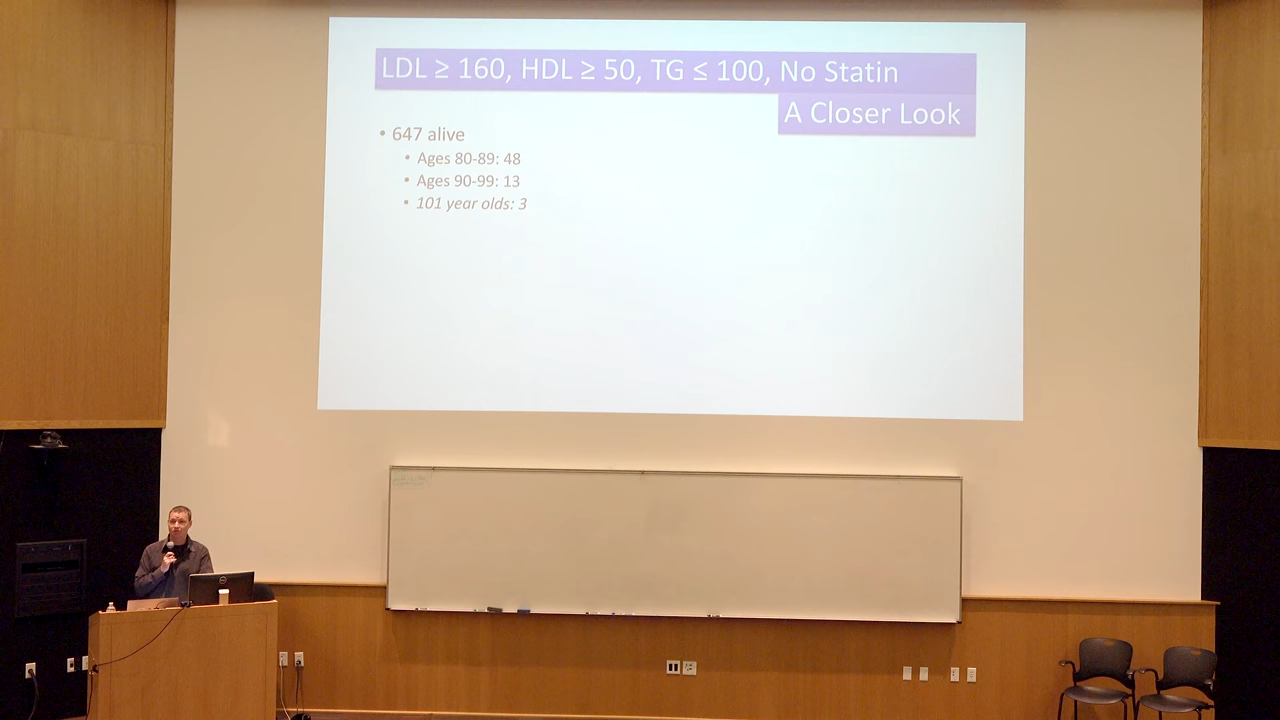 LDL ≥ 160, HDL ≥ 50, TG ≤ 100, No Statin
A Closer Look
• 647 alive
• Ages 80-89: 48
• Ages 90-99: 13
• 101 year olds: 3